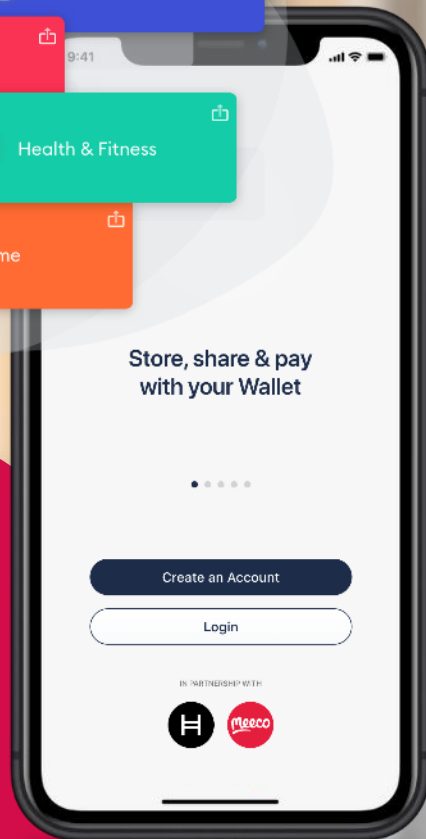 9:41
Health & Fitness
me
Store, share & pay
with your Wallet
Create an Account
Login
IN PARTNERSHIP WITH
H
meeco